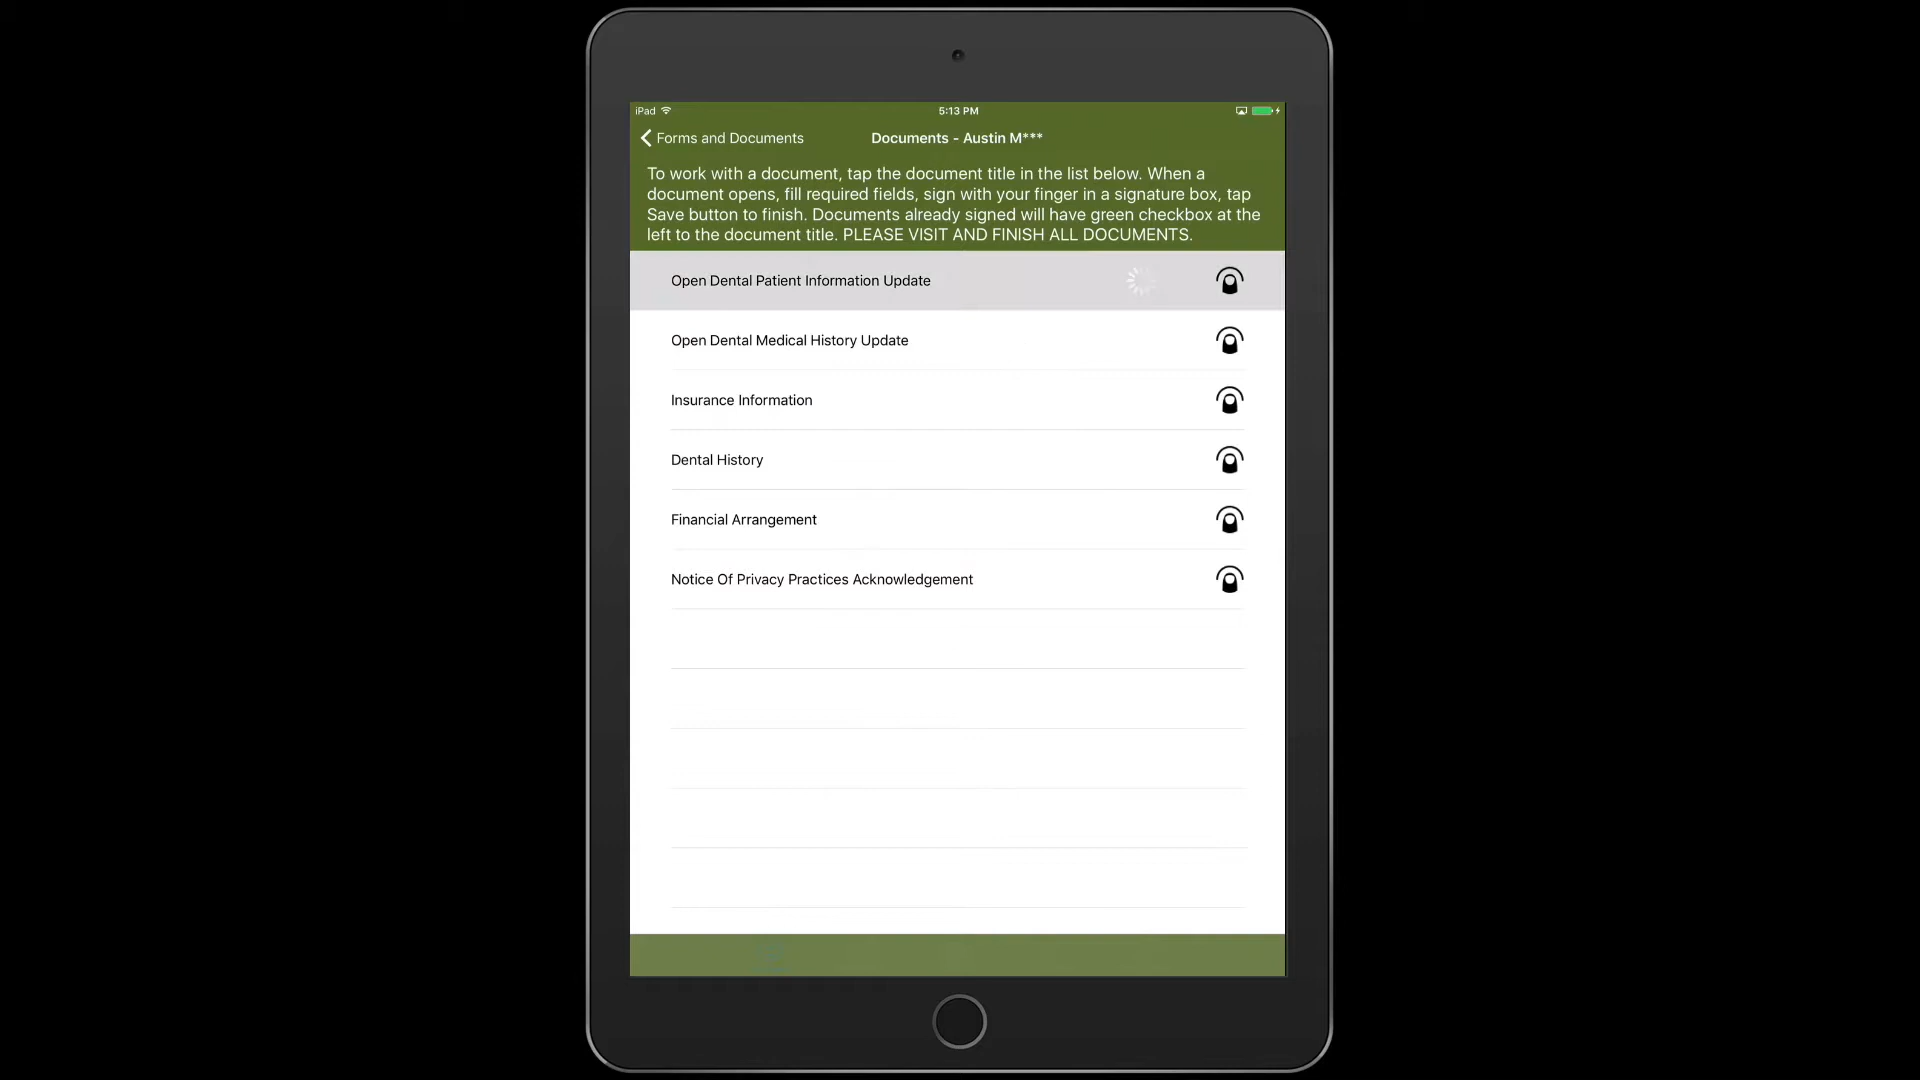 iPad
5:13 PM
Forms and Documents
Documents - Austin M***
To work with a document, tap the document title in the list below. When a
document opens, fill required fields, sign with your finger in a signature box, tap
Save button to finish. Documents already signed will have green checkbox at the
left to the document title. PLEASE VISIT AND FINISH ALL DOCUMENTS.
Open Dental Patient Information Update
Open Dental Medical History Update
Insurance Information
Dental History
Financial Arrangement
Notice Of Privacy Practices Acknowledgement